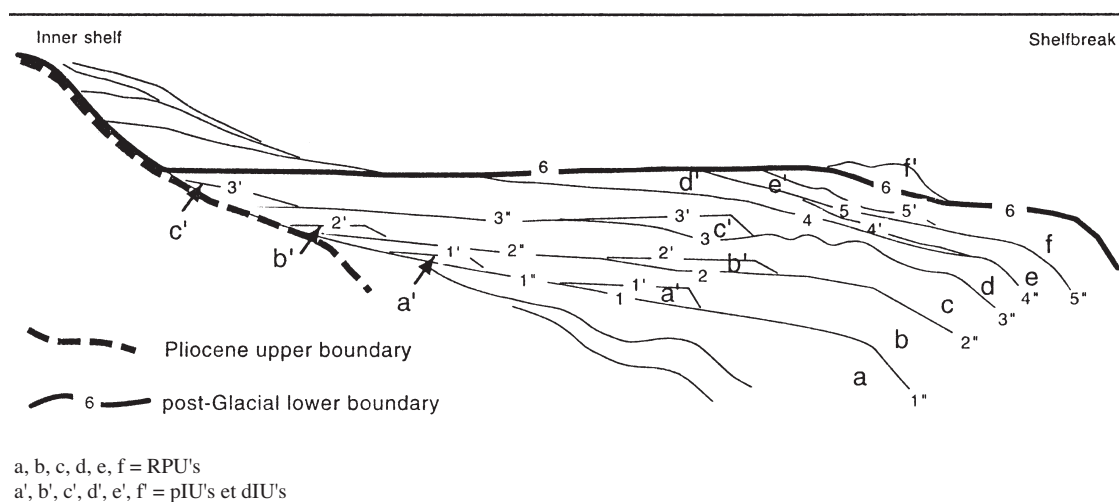 Inner shelf
Shelfbreak
6
f'
6
d'
e'
3'
6
5
5'
c'
3"
3'
c'
4
4'
f
2'
3
b'
1'
2"
2'
b'
d
e
4"
a'
1"
1'
a'
2
c
3"
5"
1
b
2"
Pliocene upper boundary
a
1"
6
post-Glacial lower boundary
a, b, c, d, e, f = RPU's
a', b', c', d', e', f' = pIU's et dIU's